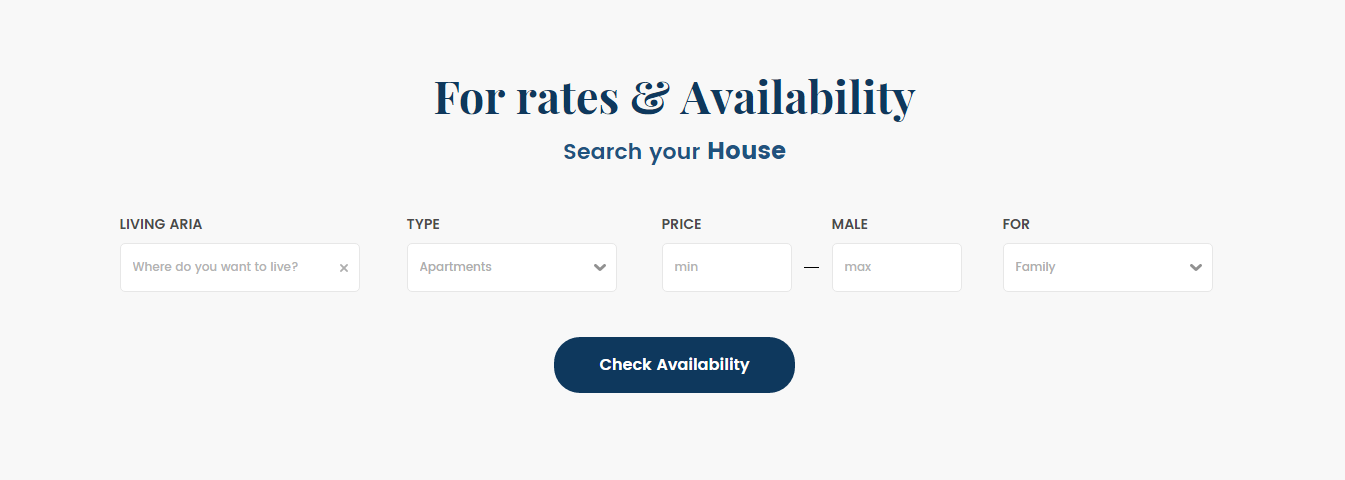 For rates & Availability
Search your House
LIVING ARIA TYPE PRICE MALE FOR
Where do you want to live? Apartments min — max Family
Check Availability